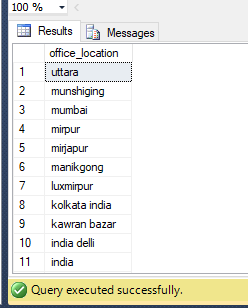 100 %
Results Messages
office_location
1 uttara
2 munshiging
3 mumbai
4 mirpur
5 mirjapur
6 manikgong
7 luxmirpur
8 kolkata india
9 kawran bazar
10 india delli
11 india
Query executed successfully.